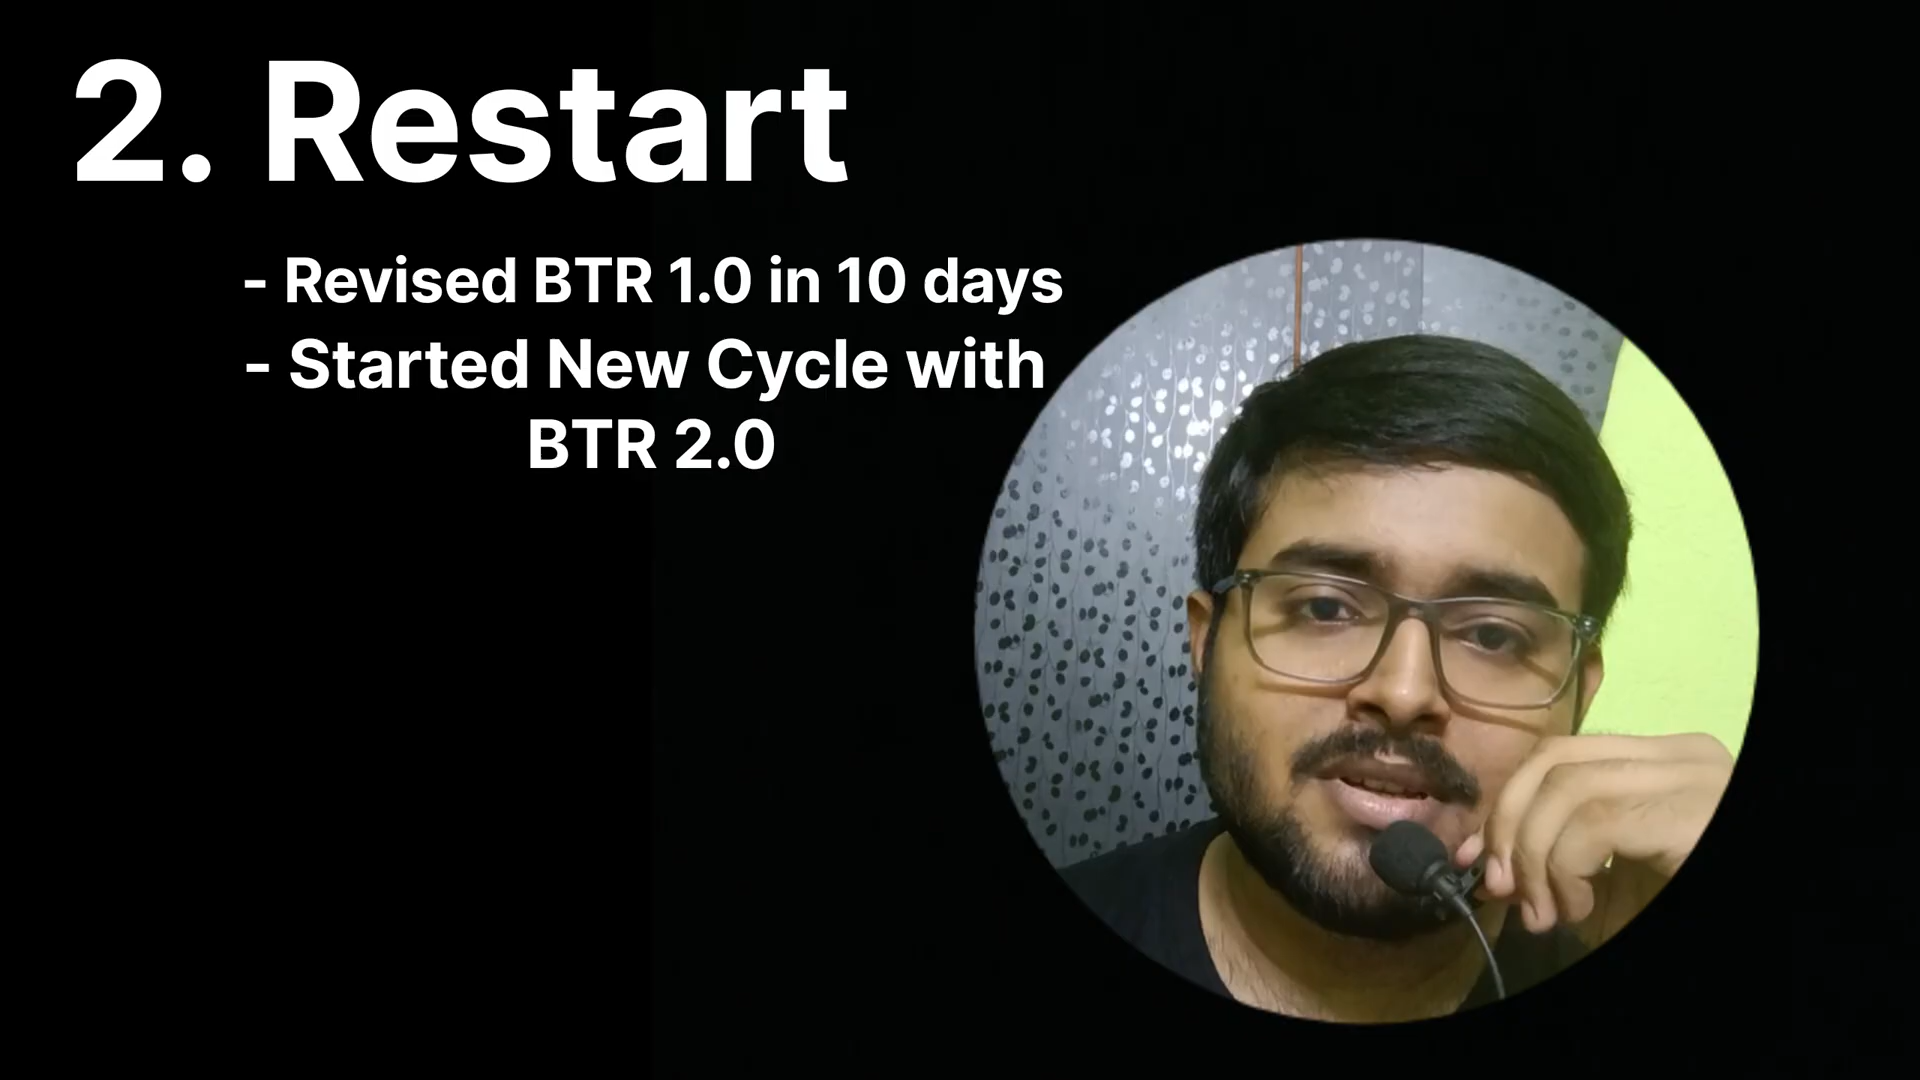 2. Restart
- Revised BTR 1.0 in 10 days
- Started New Cycle with
BTR 2.0